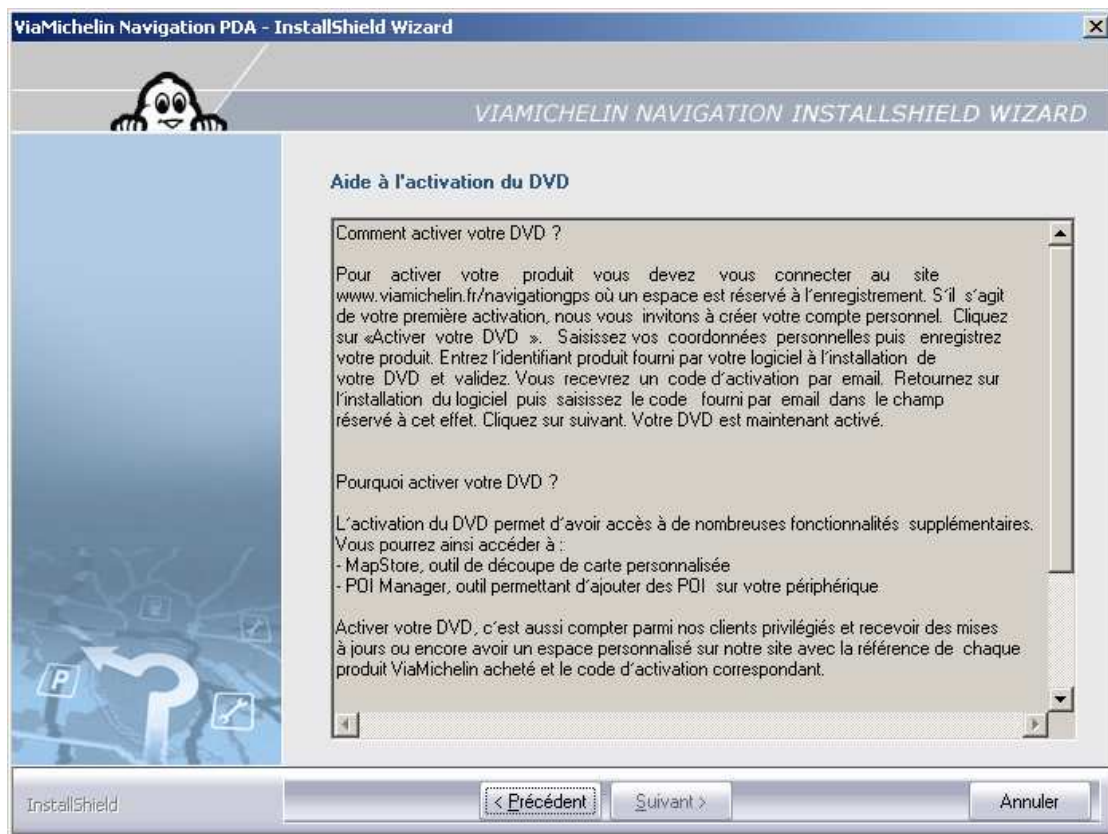 ViaMichelin Navigation PDA - InstallShield Wizard
VIAMICHELIN NAVIGATION INSTALLSHIELD WIZARD
Aide à l'activation du DVD
Comment activer votre DVD ?
Pour activer votre produit vous devez vous connecter au site
www.viamichelin.fr/navigationgps où un espace est réservé à l'enregistrement. S'il s'agit
de votre première activation, nous vous invitons à créer votre compte personnel. Cliquez
sur «Activer votre DVD ». Saisissez vos coordonnées personnelles puis enregistrez
votre produit. Entrez l'identifiant produit fourni par votre logiciel à l'installation de
votre DVD et validez. Vous recevrez un code d'activation par email. Retournez sur
l'installation du logiciel puis saisissez le code fourni par email dans le champ
réservé à cet effet. Cliquez sur suivant. Votre DVD est maintenant activé.
Pourquoi activer votre DVD ?
L'activation du DVD permet d'avoir accès à de nombreuses fonctionnalités supplémentaires.
Vous pourrez ainsi accéder à :
- MapStore, outil de découpe de carte personnalisée
- POI Manager, outil permettant d'ajouter des POI sur votre périphérique
Activer votre DVD, c'est aussi compter parmi nos clients privilégiés et recevoir des mises
à jours ou encore avoir un espace personnalisé sur notre site avec la référence de chaque
produit ViaMichelin acheté et le code d'activation correspondant.
P
InstallShield
< Précédent
Suivant >
Annuler